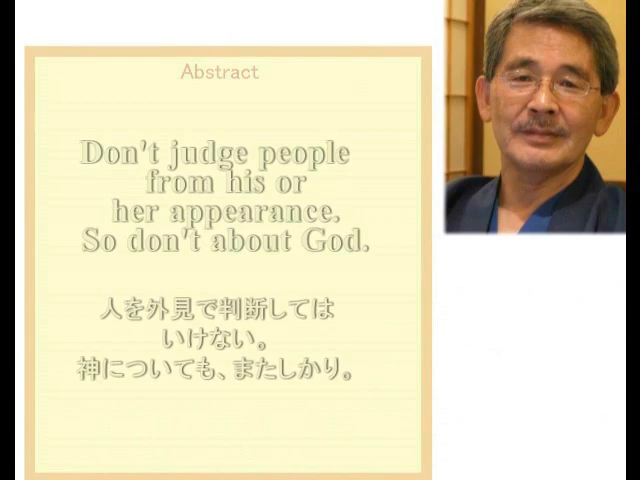 Abstract
Don't judge people
from his or
her appearance.
So don't about God.
人を外見で判断しては
いけない。
神についても、またしかり。